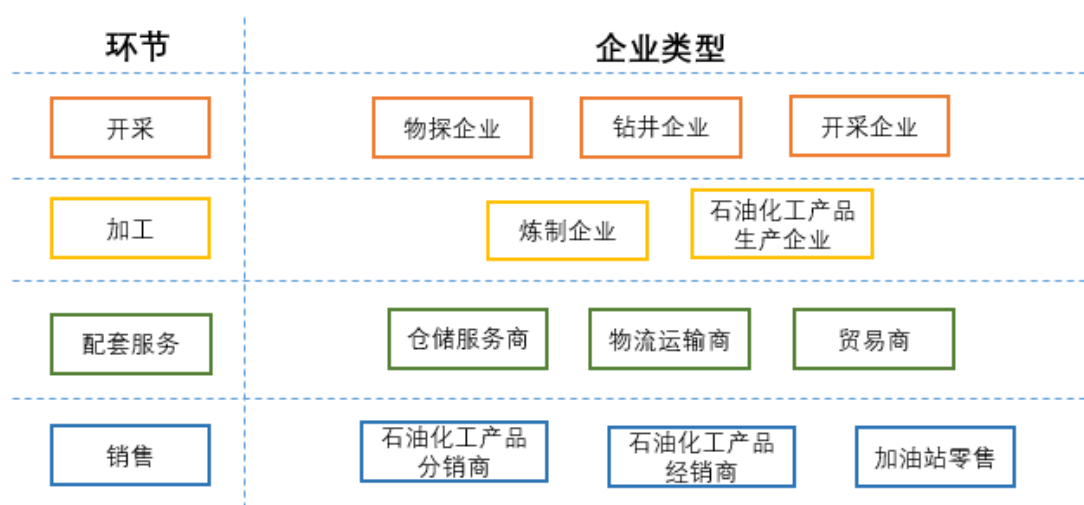 环节 企业类型
开采 物探企业 钻井企业 开采企业
加工 炼制企业 石油化工产品
生产企业
配套服务 仓储服务商 物流运输商 贸易商
销售 石油化工产品
分销商 石油化工产品
经销商 加油站零售